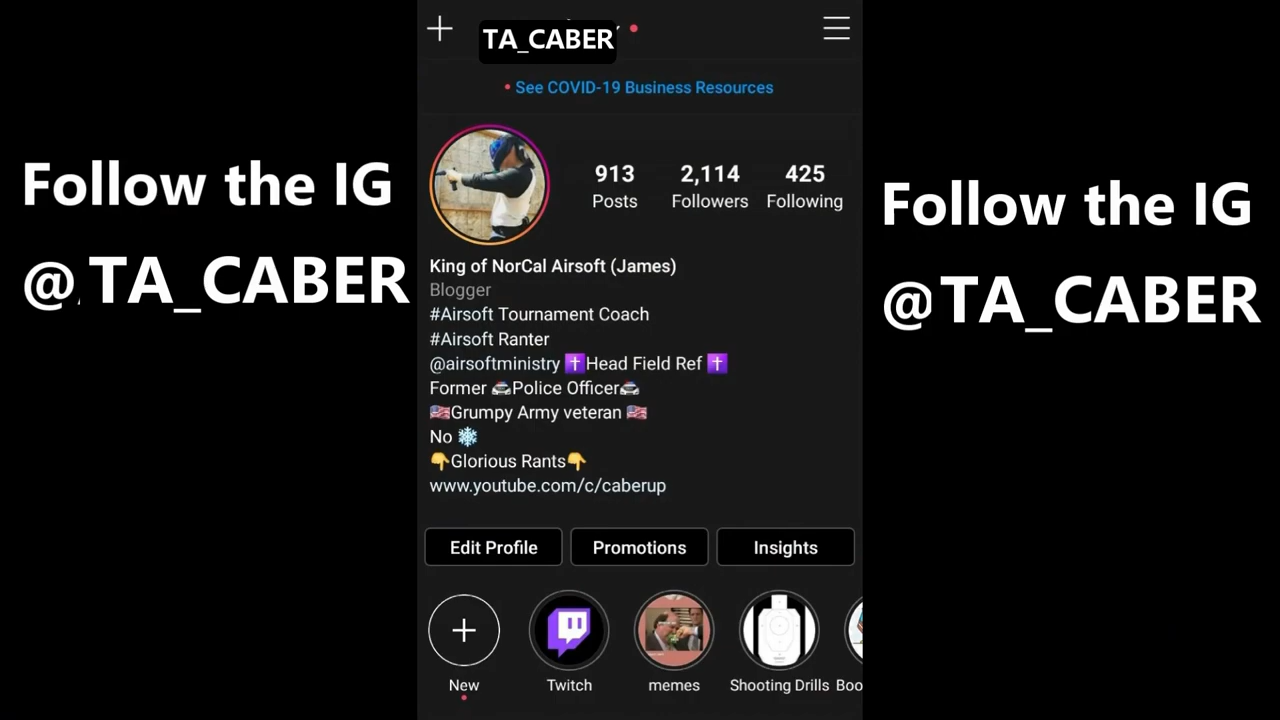 TA_CABER
• See COVID-19 Business Resources
Follow the IG
@TA_CABER
913
Posts
2,114
Followers
425
Following
King of NorCal Airsoft (James)
Blogger
#Airsoft Tournament Coach
#Airsoft Ranter
@airsoftministry ✝️Head Field Ref ✝️
Former 🚔Police Officer🚔
🇺🇸Grumpy Army veteran 🇺🇸
No ❄️
👇Glorious Rants👇
www.youtube.com/c/caberup
Edit Profile
Promotions
Insights
New
Twitch
memes
Shooting Drills
Boo
Follow the IG
@TA_CABER